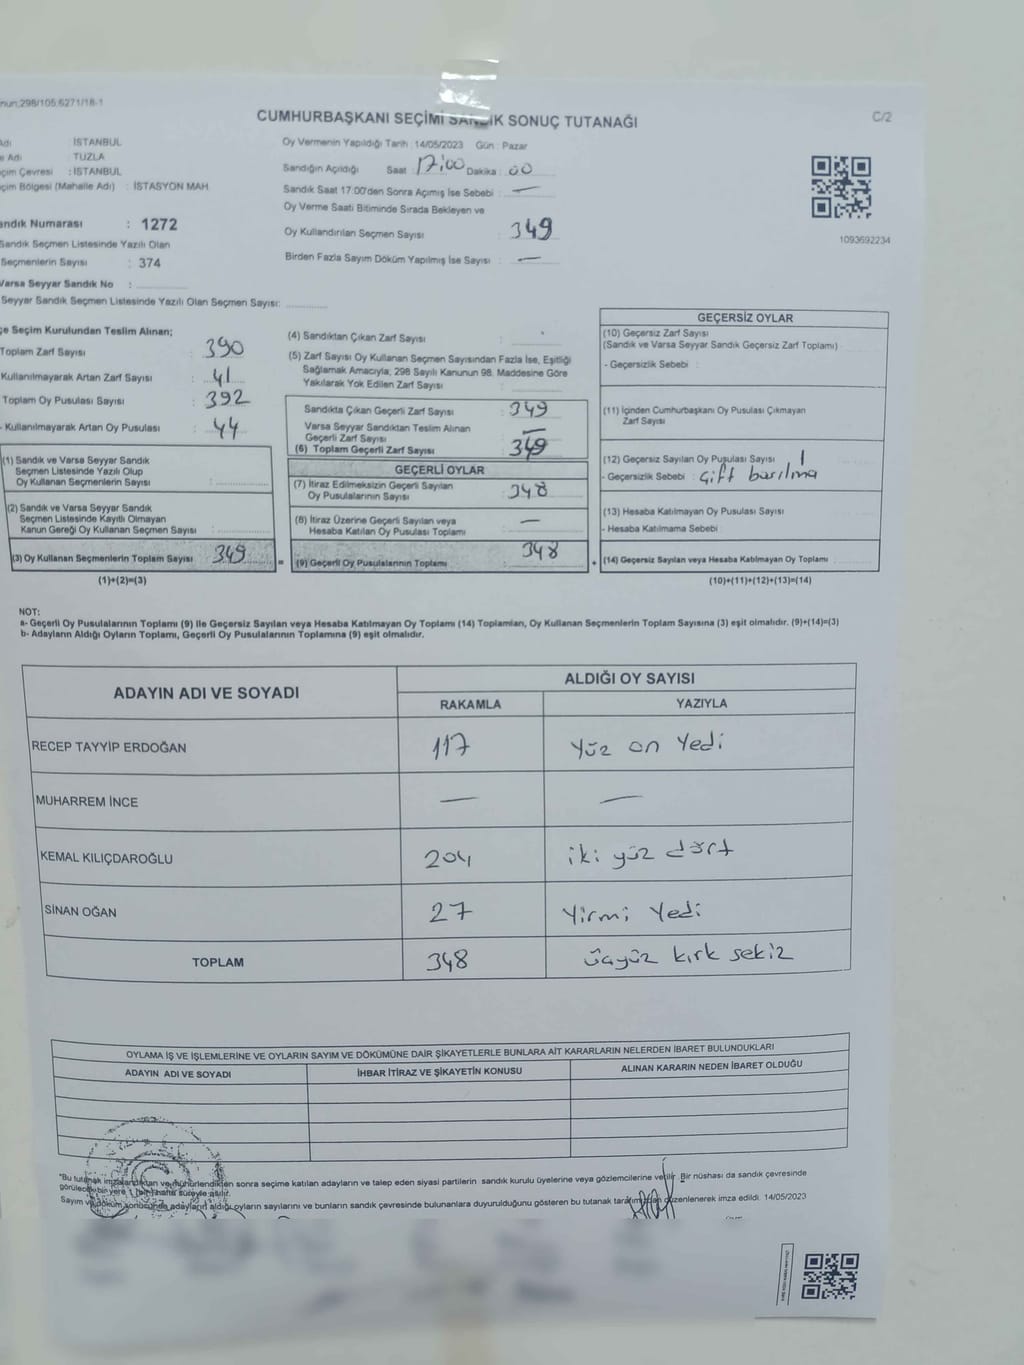 nun:298/105.6271/18-1
CUMHURBAŞKANI SEÇİMİ SANDIK SONUÇ TUTANAĞI
C/2
Adı İSTANBUL
e Adı TUZLA
çim Çevresi : İSTANBUL
çim Bölgesi (Mahalle Adı) : İSTASYON MAH.
andık Numarası : 1272
Sandık Seçmen Listesinde Yazılı Olan
Seçmenlerin Sayısı : 374
Varsa Seyyar Sandık No :
Seyyar Sandık Seçmen Listesinde Yazılı Olan Seçmen Sayısı:
Oy Vermenin Yapıldığı Tarih : 14/05/2023 Gün : Pazar
Sandığın Açıldığı Saat : 17:00 Dakika : 00
Sandık Saat 17:00'den Sonra Açımış İse Sebebi : —
Oy Verme Saati Bitiminde Sırada Bekleyen ve
Oy Kullandırılan Seçmen Sayısı : 349
Birden Fazla Sayım Döküm Yapılmış İse Sayısı : —
1093692234
çe Seçim Kurulundan Teslim Alınan;
Toplam Zarf Sayısı : 390
Kullanılmayarak Artan Zarf Sayısı : 41
Toplam Oy Pusulası Sayısı : 392
- Kullanılmayarak Artan Oy Pusulası : 44
(1) Sandık ve Varsa Seyyar Sandık
Seçmen Listesinde Yazılı Olup
Oy Kullanan Seçmenlerin Sayısı :
(2) Sandık ve Varsa Seyyar Sandık
Seçmen Listesinde Kayıtlı Olmayan
Kanun Gereği Oy Kullanan Seçmen Sayısı :
(3) Oy Kullanan Seçmenlerin Toplam Sayısı 349
(1)+(2)=(3)
(4) Sandıktan Çıkan Zarf Sayısı :
(5) Zarf Sayısı Oy Kullanan Seçmen Sayısından Fazla İse, Eşitliği
Sağlamak Amacıyla, 298 Sayılı Kanunun 98. Maddesine Göre
Yakılarak Yok Edilen Zarf Sayısı :
Sandıkta Çıkan Geçerli Zarf Sayısı : 349
Varsa Seyyar Sandıktan Teslim Alınan
Geçerli Zarf Sayısı : —
(6) Toplam Geçerli Zarf Sayısı : 349
GEÇERLİ OYLAR
(7) İtiraz Edilmeksizin Geçerli Sayılan
Oy Pusulalarının Sayısı : 348
(8) İtiraz Üzerine Geçerli Sayılan veya
Hesaba Katılan Oy Pusulası Toplamı : —
= (9) Geçerli Oy Pusulalarının Toplamı : 348
GEÇERSİZ OYLAR
(10) Geçersiz Zarf Sayısı
(Sandık ve Varsa Seyyar Sandık Geçersiz Zarf Toplamı) :
- Geçersizlik Sebebi :
(11) İçinden Cumhurbaşkanı Oy Pusulası Çıkmayan
Zarf Sayısı
(12) Geçersiz Sayılan Oy Pusulası Sayısı : 1
- Geçersizlik Sebebi : Çift basılma
(13) Hesaba Katılmayan Oy Pusulası Sayısı :
- Hesaba Katılmama Sebebi :
+ (14) Geçersiz Sayılan veya Hesaba Katılmayan Oy Toplamı :
(10)+(11)+(12)+(13)=(14)
NOT:
a- Geçerli Oy Pusulalarının Toplamı (9) ile Geçersiz Sayılan veya Hesaba Katılmayan Oy Toplamı (14) Toplamları, Oy Kullanan Seçmenlerin Toplam Sayısına (3) eşit olmalıdır. (9)+(14)=(3)
b- Adayların Aldığı Oyların Toplamı, Geçerli Oy Pusulalarının Toplamına (9) eşit olmalıdır.
ADAYIN ADI VE SOYADI
ALDIĞI OY SAYISI
RAKAMLA YAZIYLA
RECEP TAYYİP ERDOĞAN 117 Yüz on Yedi
MUHARREM İNCE — —
KEMAL KILIÇDAROĞLU 204 iki yüz dört
SİNAN OĞAN 27 Yirmi Yedi
TOPLAM 348 üçyüz kırk sekiz
OYLAMA İŞ VE İŞLEMLERİNE VE OYLARIN SAYIM VE DÖKÜMÜNE DAİR ŞİKAYETLERLE BUNLARA AİT KARARLARIN NELERDEN İBARET BULUNDUKLARI
ADAYIN ADI VE SOYADI İHBAR İTİRAZ VE ŞİKAYETİN KONUSU ALINAN KARARIN NEDEN İBARET OLDUĞU
*Bu tutanak imzalandıktan ve mühürlendikten sonra seçime katılan adayların ve talep eden siyasi partilerin sandık kurulu üyelerine veya gözlemcilerine verilir. Bir nüshası da sandık çevresinde
görülecek bir yere 1 (bir) hafta süreyle asılır.
Sayım ve döküm sonucunda adayların aldığı oyların sayılarını ve bunların sandık çevresinde bulunanlara duyurulduğunu gösteren bu tutanak tarafımızdan düzenlenerek imza edildi. 14/05/2023